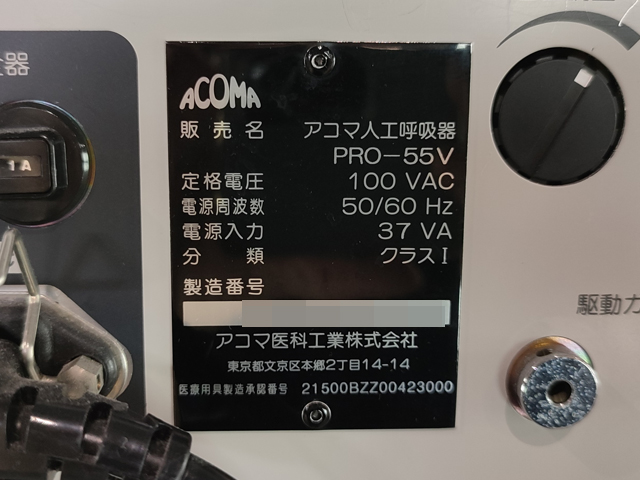 ACOMA
販売名 アコマ人工呼吸器
PRO-55V
定格電圧 100 VAC
電源周波数 50/60 Hz
電源入力 37 VA
分類 クラスⅠ
製造番号
アコマ医科工業株式会社
東京都文京区本郷2丁目14-14
医療用具製造承認番号 21500BZZ00423000
器
1A
駆動力